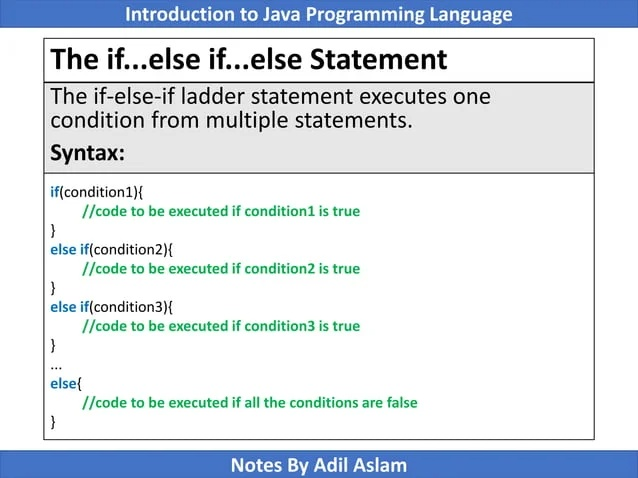 Introduction to Java Programming Language
The if...else if...else Statement
The if-else-if ladder statement executes one
condition from multiple statements.
Syntax:
if(condition1){
//code to be executed if condition1 is true
}
else if(condition2){
//code to be executed if condition2 is true
}
else if(condition3){
//code to be executed if condition3 is true
}
...
else{
//code to be executed if all the conditions are false
}
Notes By Adil Aslam